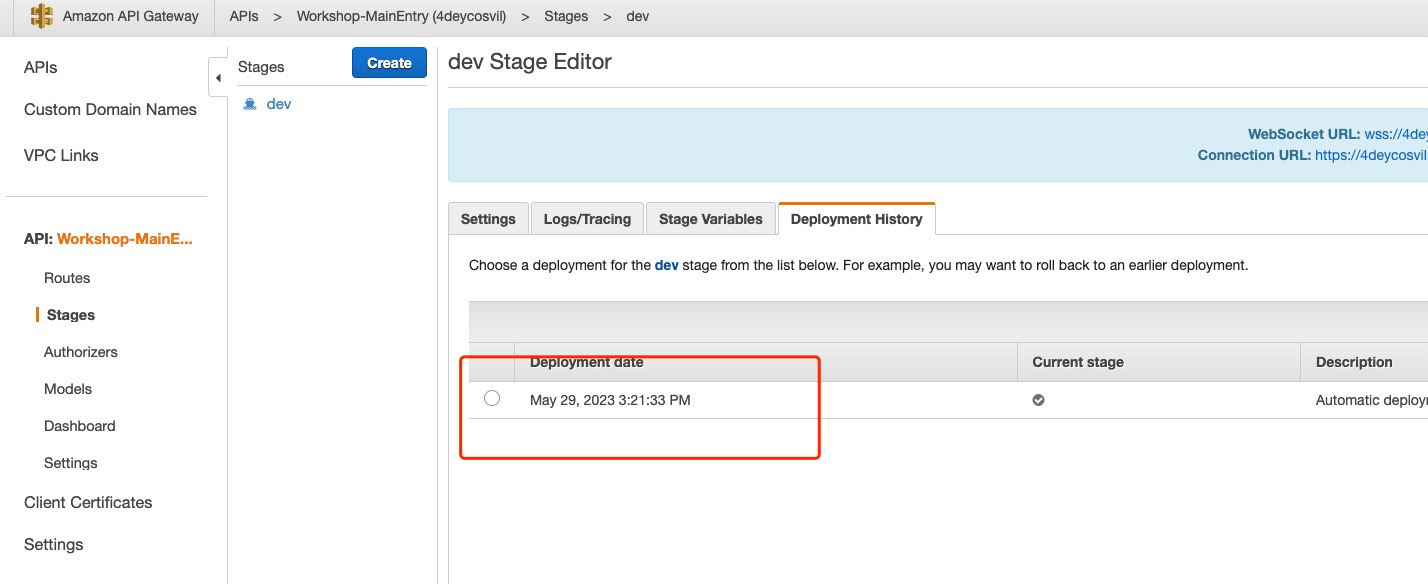 Amazon API Gateway
APIs > Workshop-MainEntry (4deycosvil) > Stages > dev
APIs
Custom Domain Names
VPC Links
API: Workshop-MainE...
Routes
Stages
Authorizers
Models
Dashboard
Settings
Client Certificates
Settings
Stages
Create
dev
dev Stage Editor
WebSocket URL: wss://4dey
Connection URL: https://4deycosvil
Settings
Logs/Tracing
Stage Variables
Deployment History
Choose a deployment for the dev stage from the list below. For example, you may want to roll back to an earlier deployment.
Deployment date
Current stage
Description
May 29, 2023 3:21:33 PM
Automatic deploy